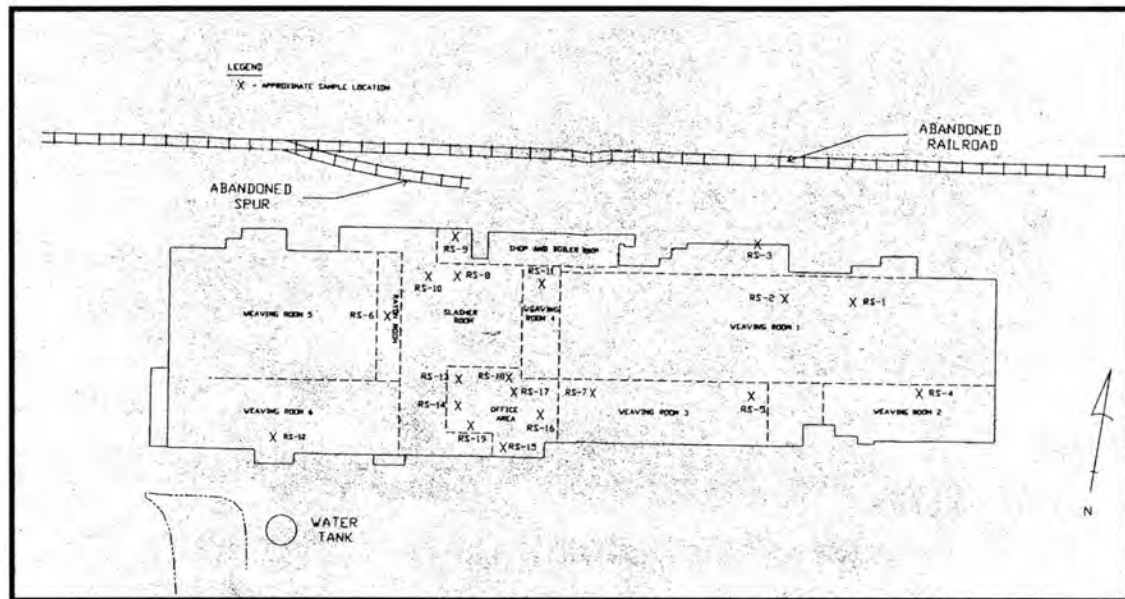 LEGEND
X - APPROXIMATE SAMPLE LOCATION
ABANDONED
RAILROAD
ABANDONED
SPUR
RS-9
SHOP AND BOILER ROOM
RS-3
RS-11
RS-10
RS-8
WEAVING
ROOM 4
RS-2
RS-1
WEAVING ROOM 5
RS-6
ROOM
SLASHER
ROOM
WEAVING ROOM 1
RS-13
RS-18
RS-17
RS-7
RS-5
RS-4
RS-14
OFFICE
AREA
RS-16
WEAVING ROOM 3
WEAVING ROOM 2
WEAVING ROOM 6
RS-12
RS-19
RS-15
N
WATER
TANK